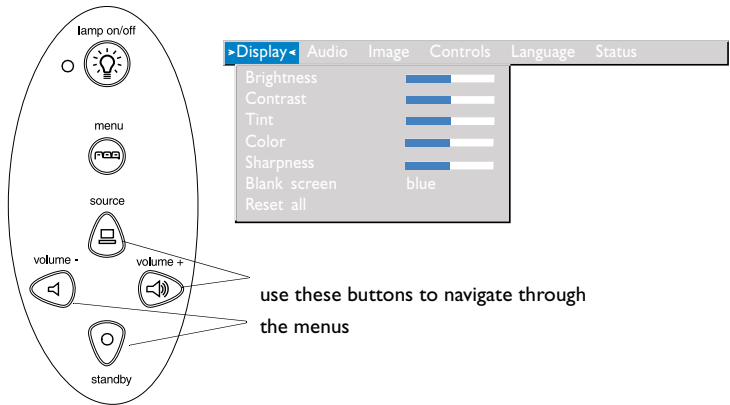 lamp on/off
menu
source
volume -
volume +
standby
>Display< Audio Image Controls Language Status
Brightness
Contrast
Tint
Color
Sharpness
Blank screen blue
Reset all
use these buttons to navigate through
the menus